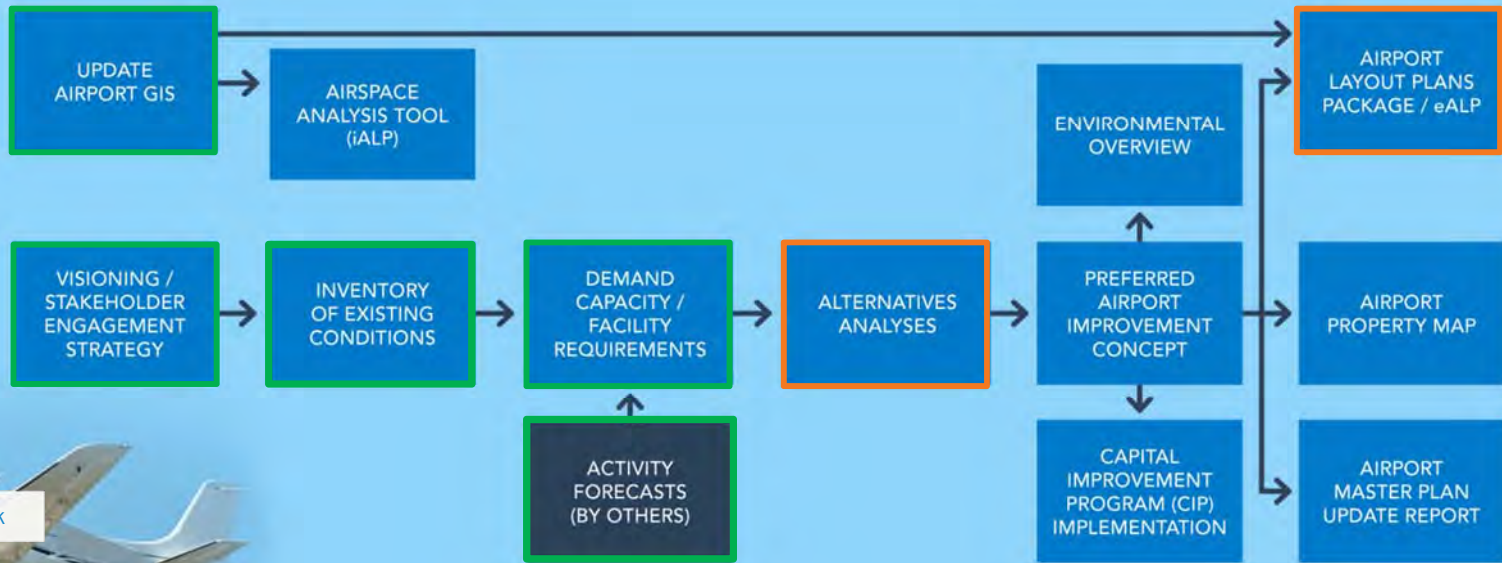 UPDATE
AIRPORT GIS
AIRSPACE
ANALYSIS TOOL
(iALP)
ENVIRONMENTAL
OVERVIEW
AIRPORT
LAYOUT PLANS
PACKAGE / eALP
VISIONING /
STAKEHOLDER
ENGAGEMENT
STRATEGY
INVENTORY
OF EXISTING
CONDITIONS
DEMAND
CAPACITY /
FACILITY
REQUIREMENTS
ALTERNATIVES
ANALYSES
PREFERRED
AIRPORT
IMPROVEMENT
CONCEPT
AIRPORT
PROPERTY MAP
ACTIVITY
FORECASTS
(BY OTHERS)
CAPITAL
IMPROVEMENT
PROGRAM (CIP)
IMPLEMENTATION
AIRPORT
MASTER PLAN
UPDATE REPORT